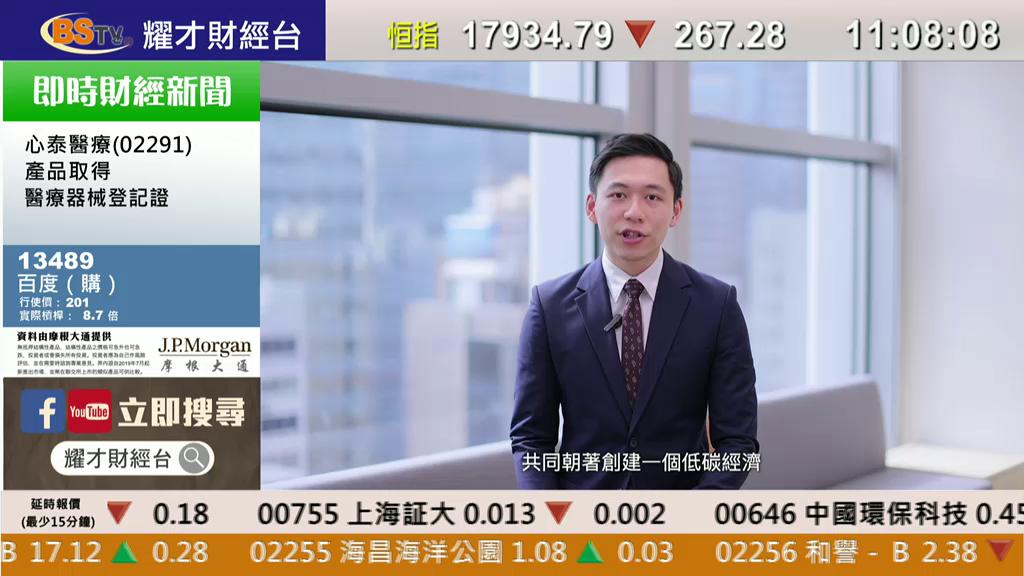 BSTV 耀才財經台
恒指 17934.79 ▼ 267.28 11:08:08
即時財經新聞
心泰醫療(02291)
產品取得
醫療器械登記證
13489
百度（購）
行使價：201
實際槓桿： 8.7 倍
資料由摩根大通提供
J.P.Morgan
摩根大通
f YouTube 立即搜尋
耀才財經台
共同朝著創建一個低碳經濟
延時報價
(最少15分鐘)
▼ 0.18 00755 上海証大 0.013 ▼ 0.002 00646 中國環保科技 0.45
B 17.12 ▲ 0.28 02255 海昌海洋公園 1.08 ▲ 0.03 02256 和譽 - B 2.38 ▼